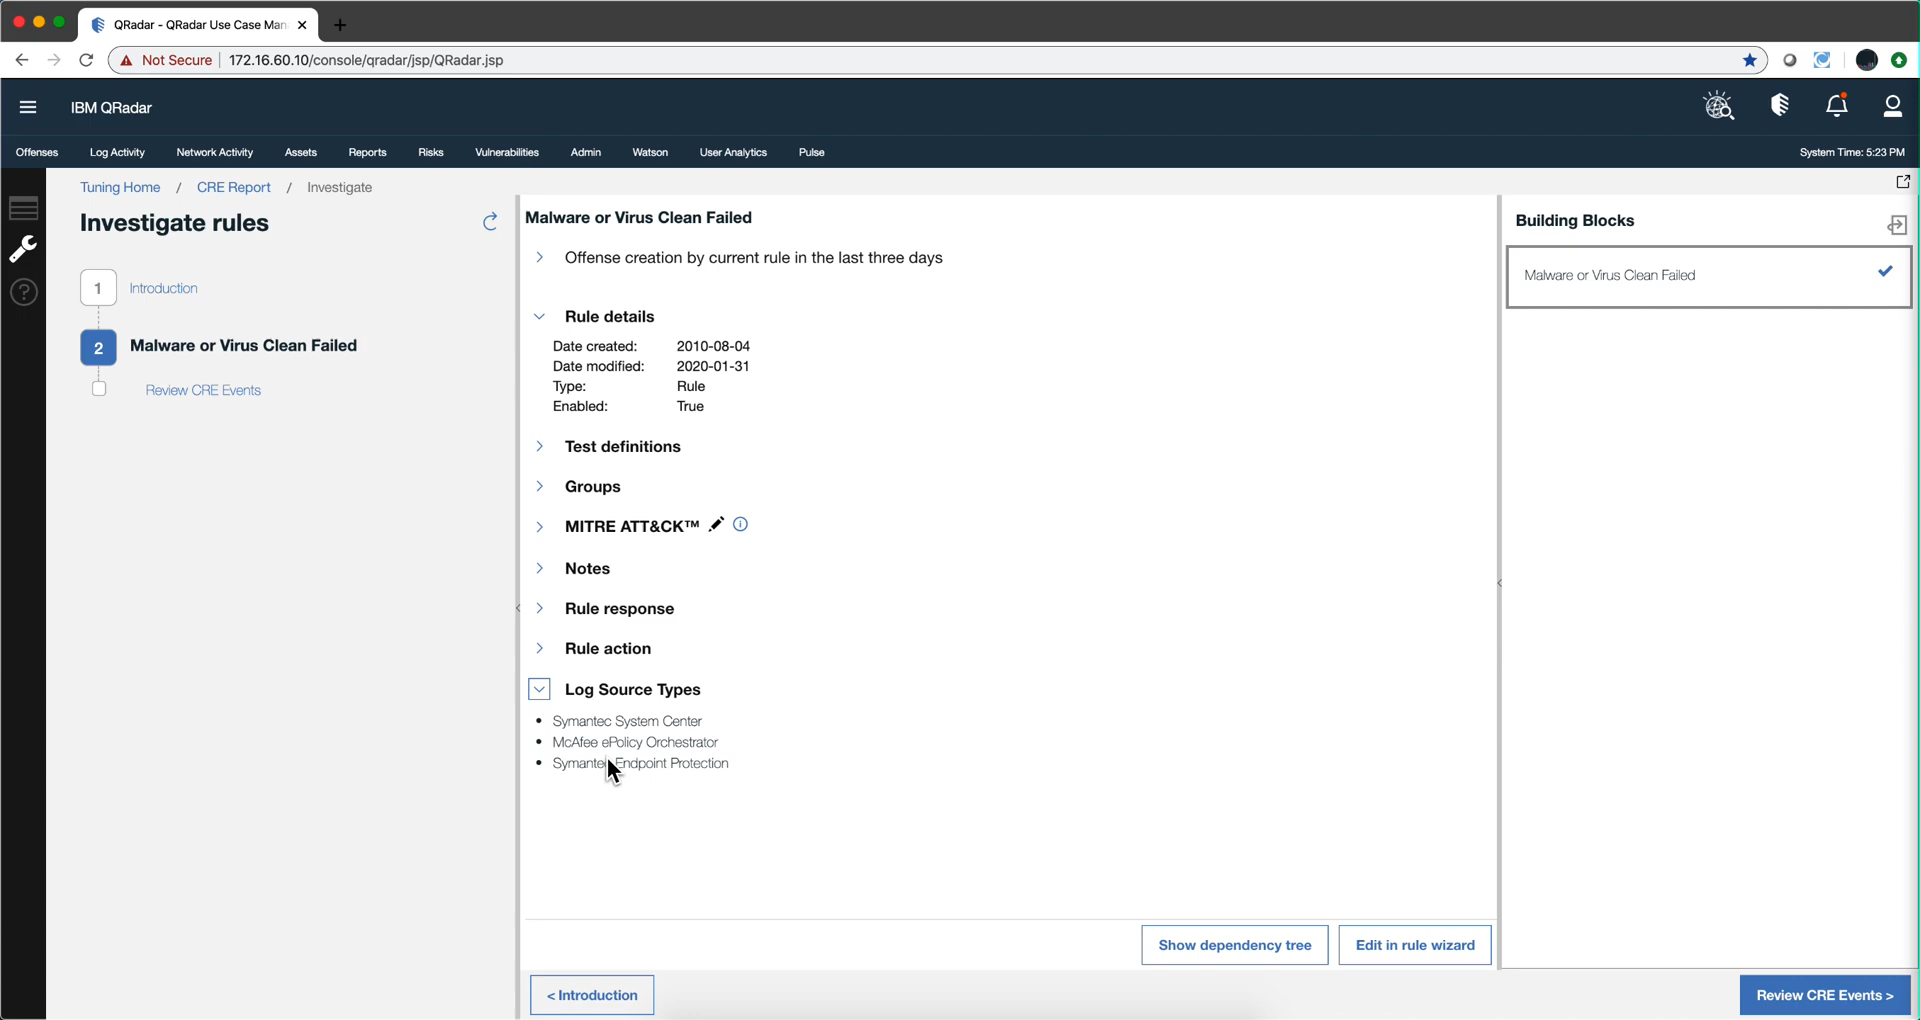 QRadar - QRadar Use Case Man
Not Secure
172.16.60.10/console/qradar/jsp/QRadar.jsp
IBM QRadar
Offenses
Log Activity
Network Activity
Assets
Reports
Risks
Vulnerabilities
Admin
Watson
User Analytics
Pulse
System Time: 5:23 PM
Tuning Home / CRE Report / Investigate
Investigate rules
1 Introduction
2 Malware or Virus Clean Failed
Review CRE Events
Malware or Virus Clean Failed
Offense creation by current rule in the last three days
Rule details
Date created: 2010-08-04
Date modified: 2020-01-31
Type: Rule
Enabled: True
Test definitions
Groups
MITRE ATT&CK™
Notes
Rule response
Rule action
Log Source Types
• Symantec System Center
• McAfee ePolicy Orchestrator
• Symantec Endpoint Protection
Show dependency tree
Edit in rule wizard
< Introduction
Review CRE Events >
Building Blocks
Malware or Virus Clean Failed